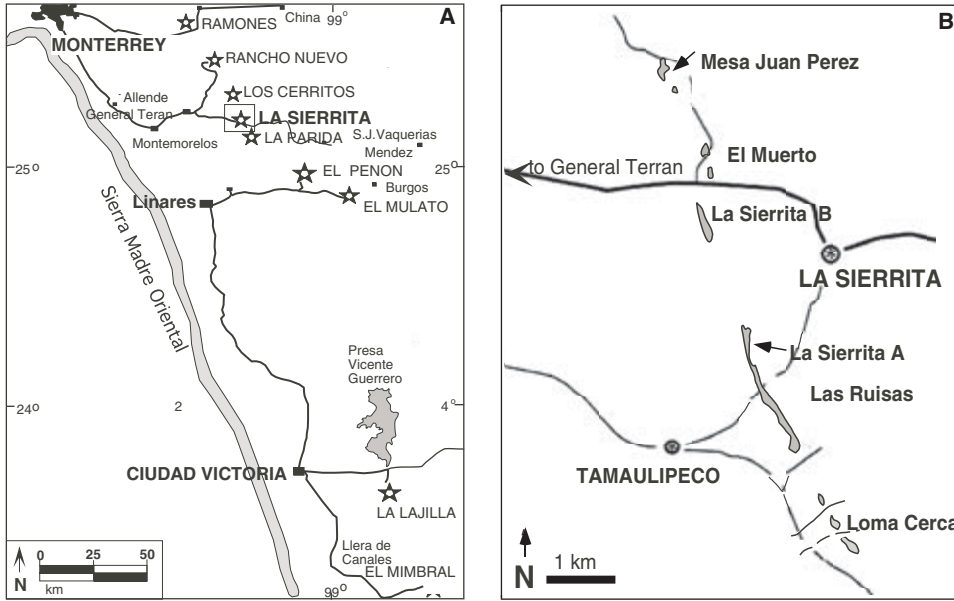 A
99°
China
RAMONES
MONTERREY
RANCHO NUEVO
Allende
LOS CERRITOS
General Teran
LA SIERRITA
Montemorelos
LA PARIDA
S.J.Vaquerias
Mendez
25°
25°
EL PENON
Burgos
Linares
EL MULATO
Sierra Madre Oriental
Presa
Vicente
Guerrero
24°
2
4°
CIUDAD VICTORIA
LA LAJILLA
Llera de
Canales
EL MIMBRAL
99°
0 25 50
N
km
B
Mesa Juan Perez
El Muerto
to General Terran
La Sierrita B
LA SIERRITA
La Sierrita A
Las Ruisas
TAMAULIPECO
Loma Cerca
N
1 km